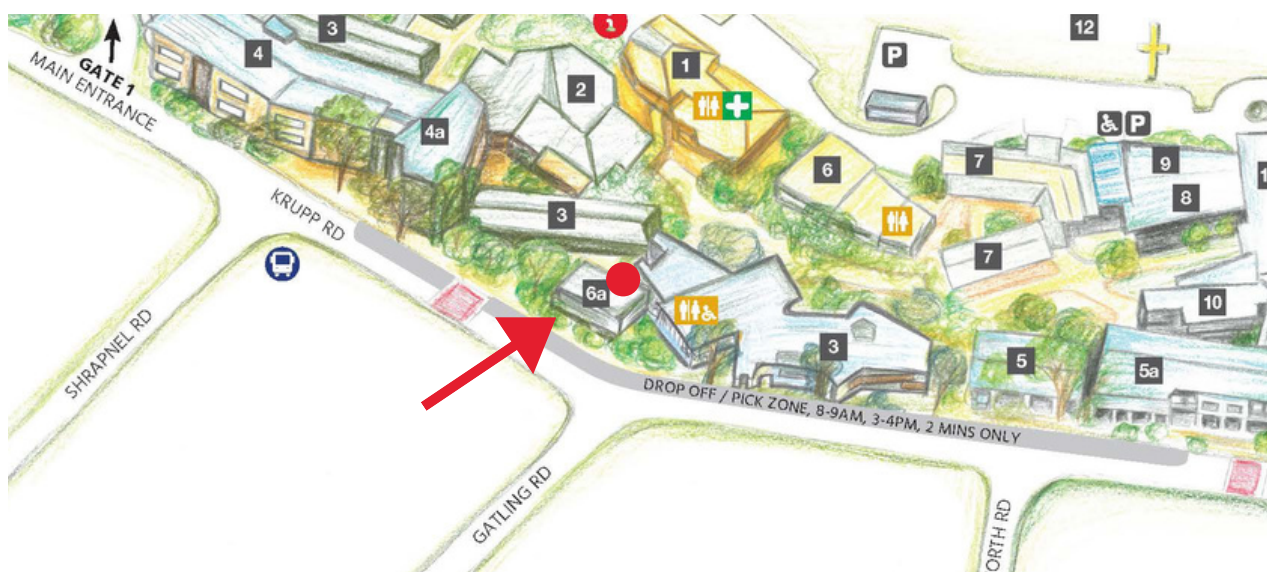 3
12
4
1
P
GATE 1
MAIN ENTRANCE
2
4a
P
6
7
9
8
3
KRUPP RD
7
6a
10
SHRAPNEL RD
3
5
5a
DROP OFF / PICK ZONE, 8-9AM, 3-4PM, 2 MINS ONLY
GATLING RD